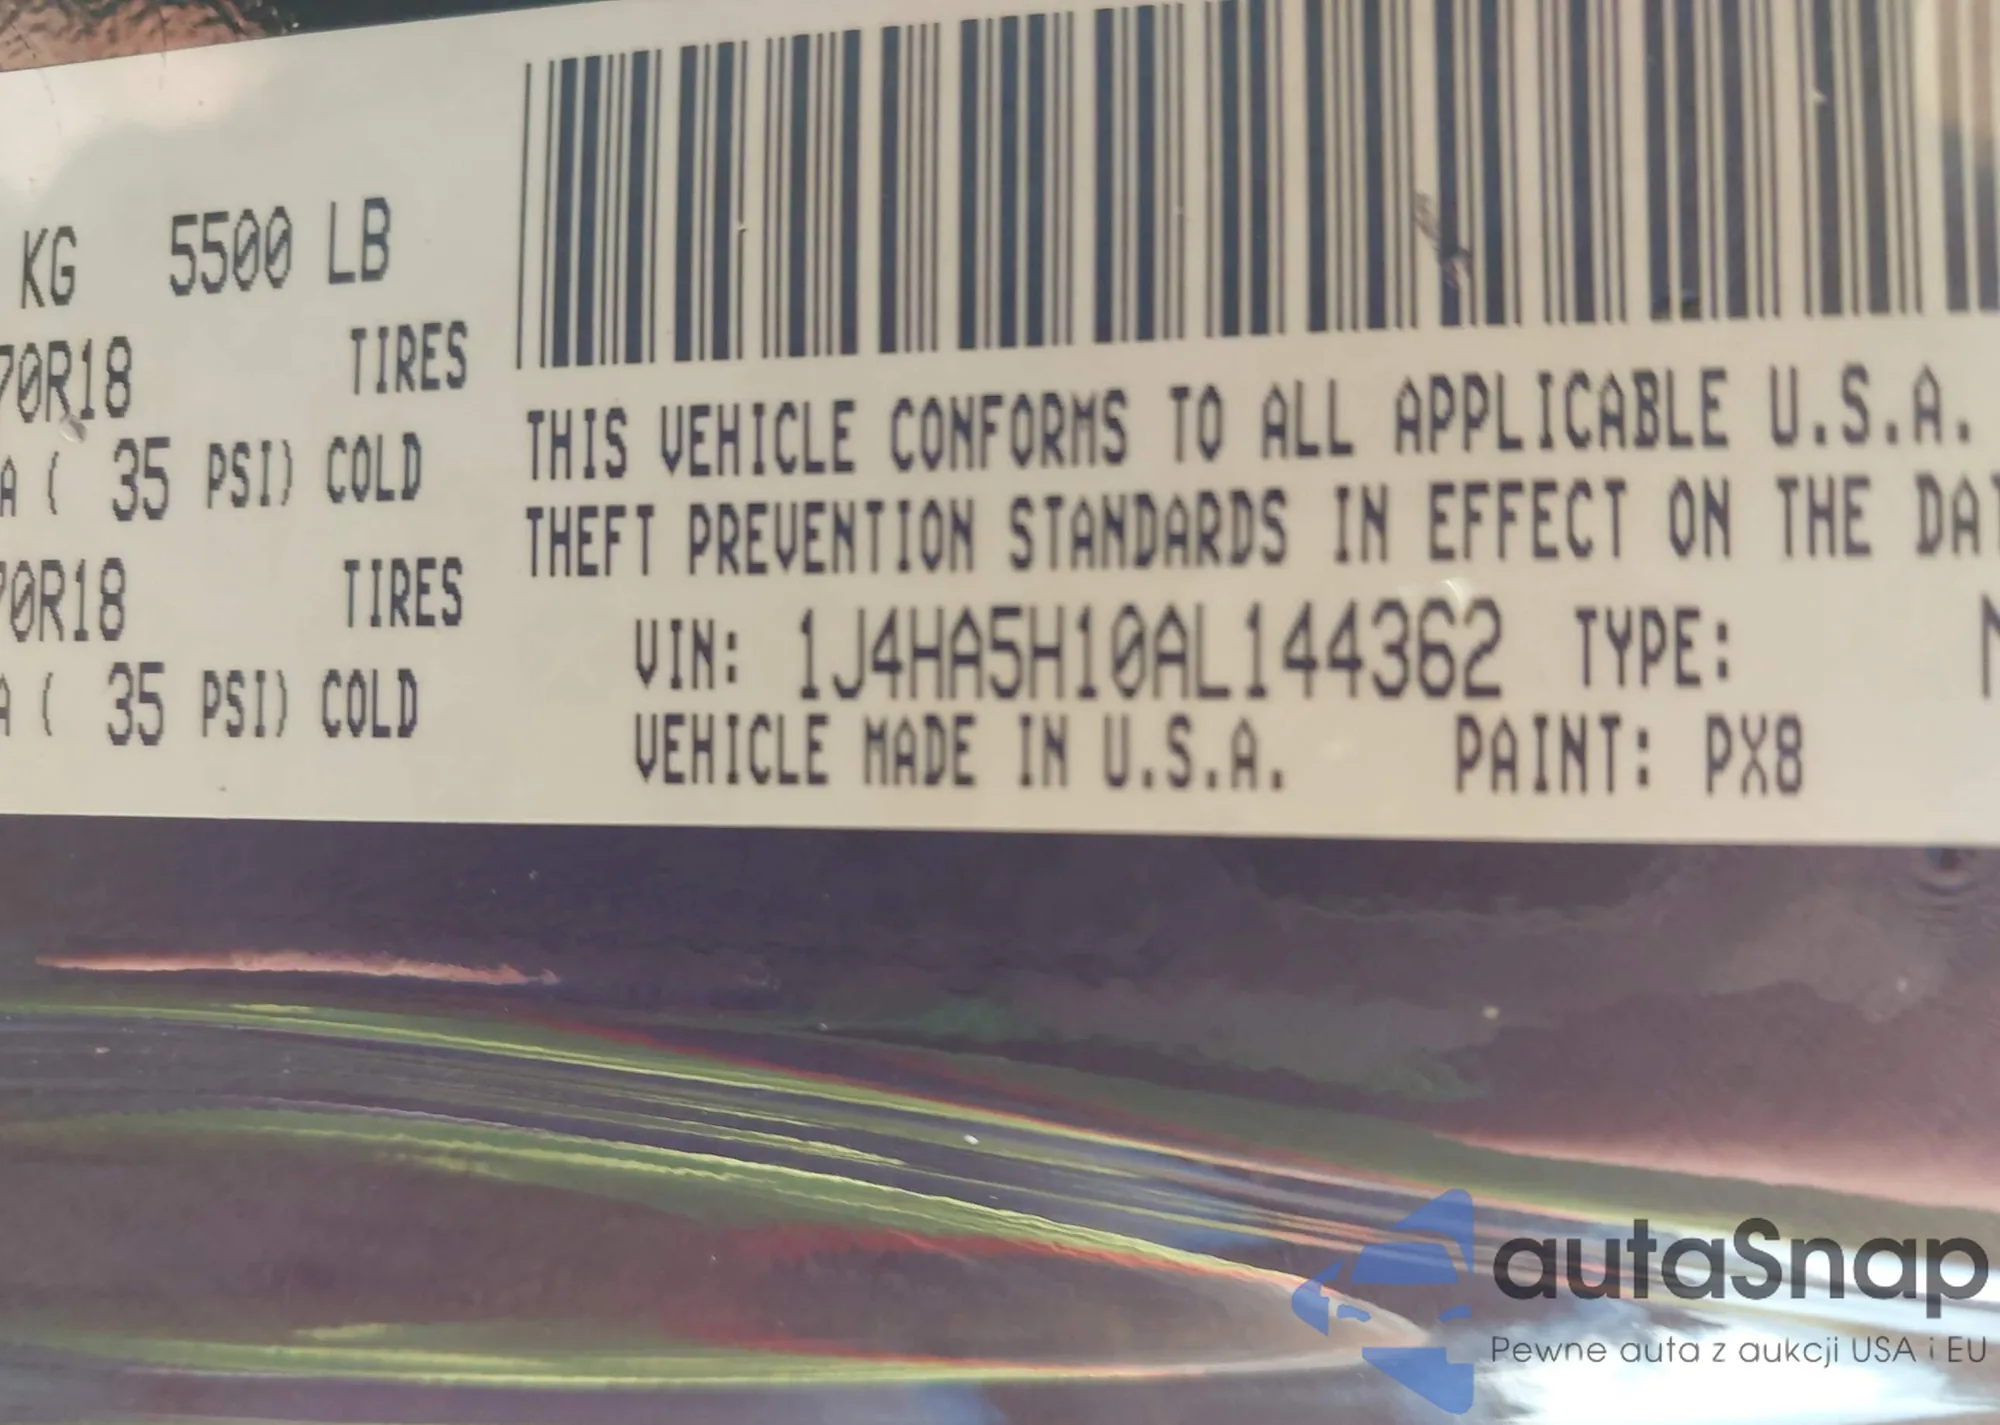 KG 5500 LB
70R18 TIRES
A ( 35 PSI) COLD
70R18 TIRES
A ( 35 PSI) COLD
THIS VEHICLE CONFORMS TO ALL APPLICABLE U.S.A.
THEFT PREVENTION STANDARDS IN EFFECT ON THE DAT
VIN: 1J4HA5H10AL144362 TYPE:
VEHICLE MADE IN U.S.A. PAINT: PX8
autaSnap
Pewne auta z aukcji USA i EU